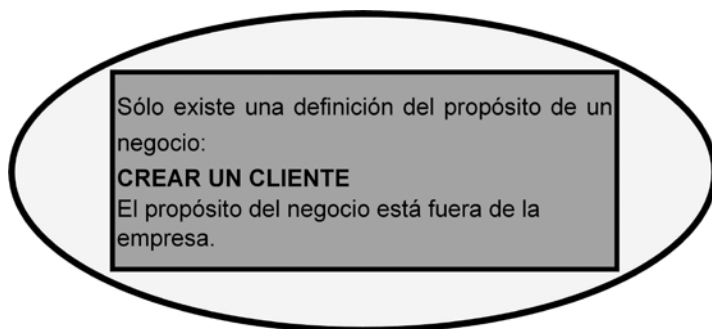 Sólo existe una definición del propósito de un
negocio:
CREAR UN CLIENTE
El propósito del negocio está fuera de la
empresa.